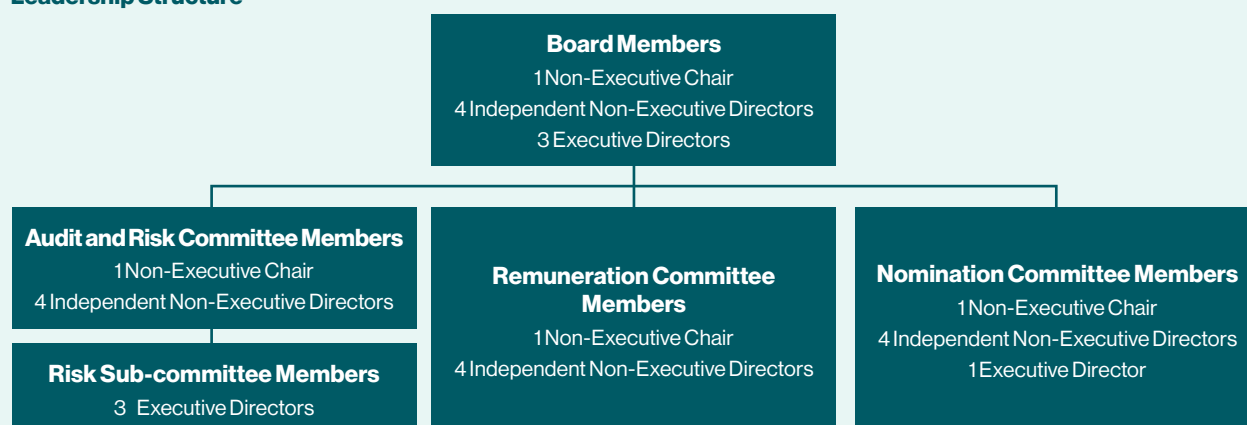 Leadership Structure
Board Members
1 Non-Executive Chair
4 Independent Non-Executive Directors
3 Executive Directors
Audit and Risk Committee Members
1 Non-Executive Chair
4 Independent Non-Executive Directors
Risk Sub-committee Members
3 Executive Directors
Remuneration Committee
Members
1 Non-Executive Chair
4 Independent Non-Executive Directors
Nomination Committee Members
1 Non-Executive Chair
4 Independent Non-Executive Directors
1 Executive Director